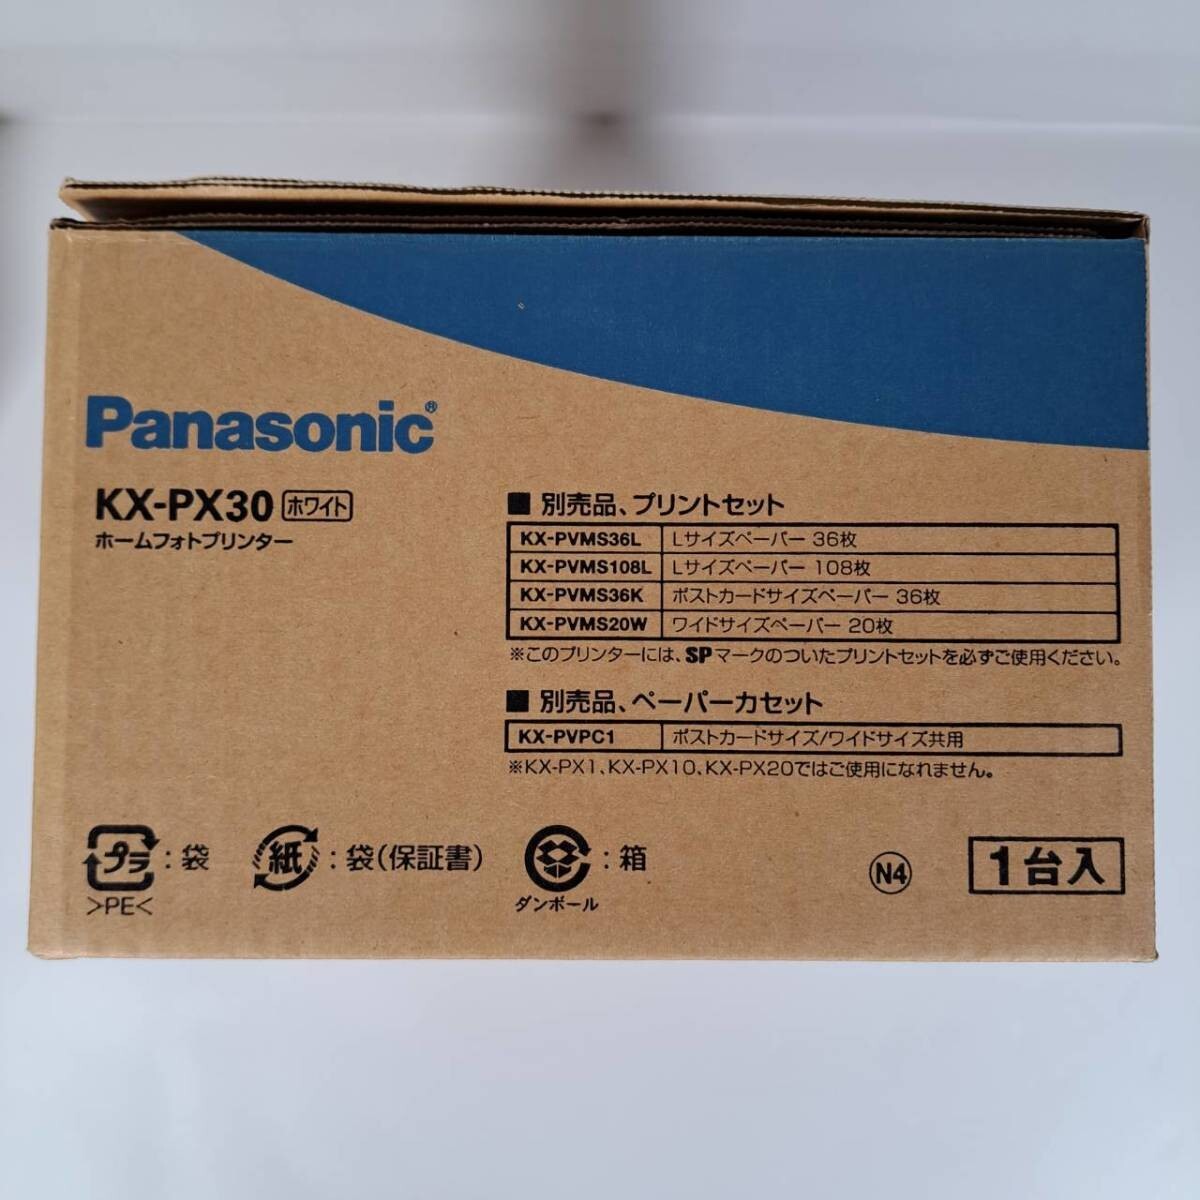 Panasonic®
KX-PX30 ホワイト
ホームフォトプリンター
■ 別売品、プリントセット
KX-PVMS36L Lサイズペーパー 36枚
KX-PVMS108L Lサイズペーパー 108枚
KX-PVMS36K ポストカードサイズペーパー 36枚
KX-PVMS20W ワイドサイズペーパー 20枚
※このプリンターには、SPマークのついたプリントセットを必ずご使用ください。
■ 別売品、ペーパーカセット
KX-PVPC1 ポストカードサイズ/ワイドサイズ共用
※KX-PX1、KX-PX10、KX-PX20ではご使用になれません。
プラ : 袋 紙 : 袋(保証書) : 箱
>PE< ダンボール
N4 1台入